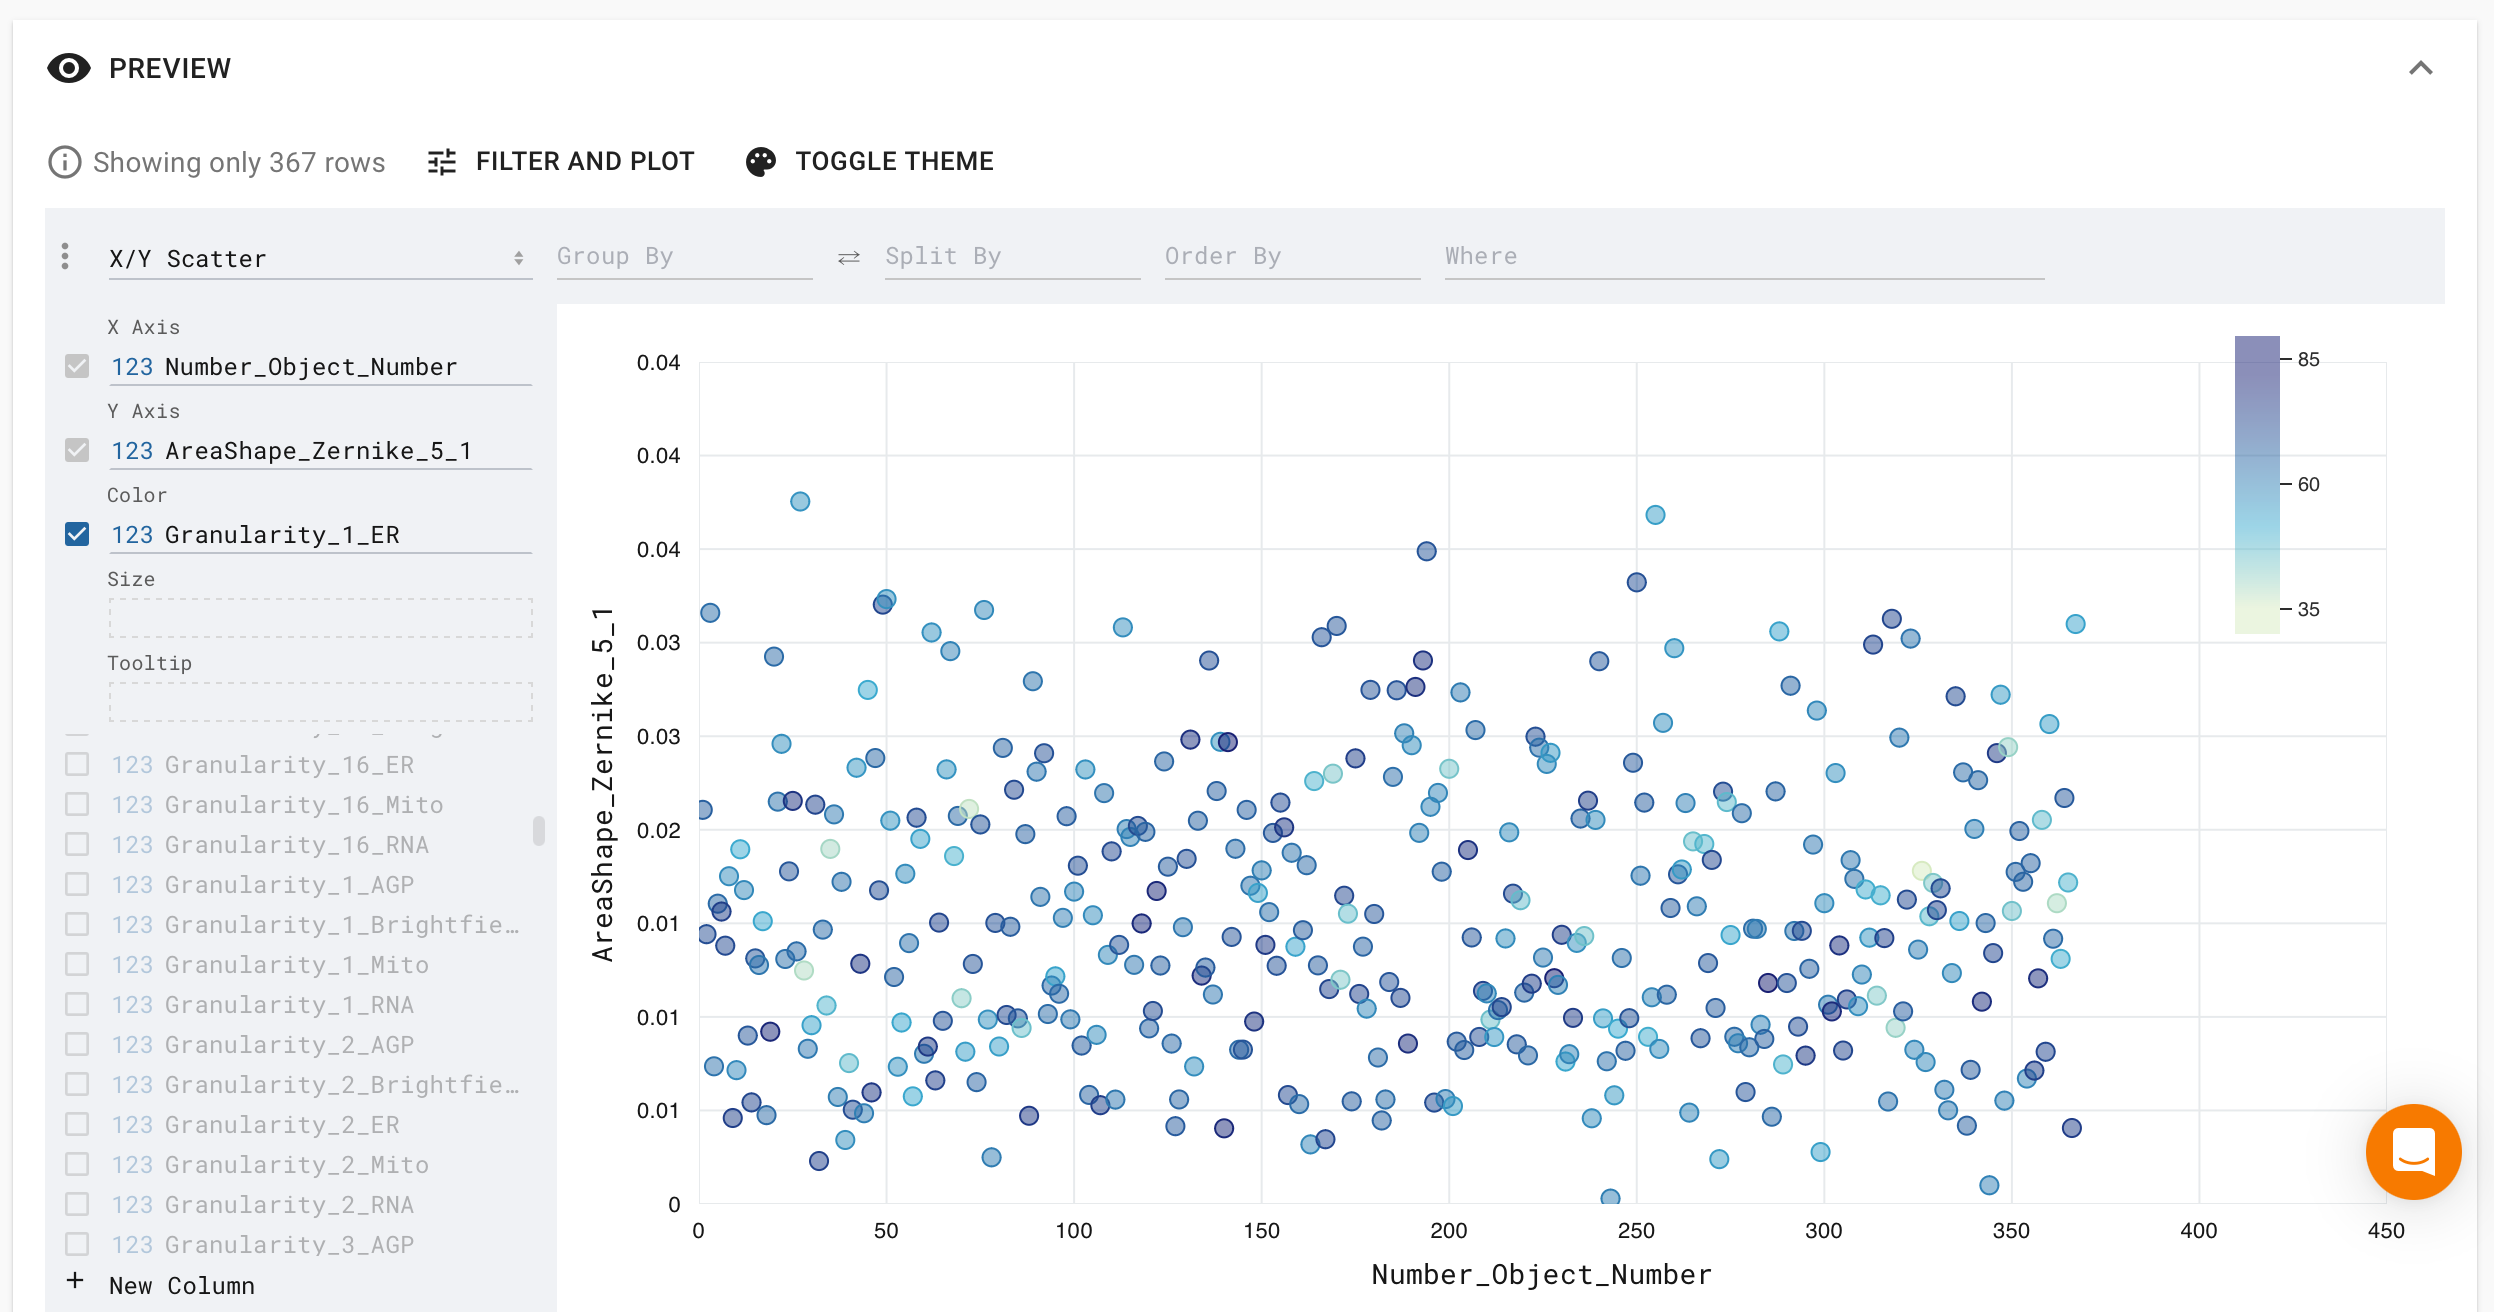 PREVIEW
Showing only 367 rows
FILTER AND PLOT
TOGGLE THEME
X/Y Scatter
Group By
Split By
Order By
Where
X Axis
123 Number_Object_Number
Y Axis
123 AreaShape_Zernike_5_1
Color
123 Granularity_1_ER
Size
Tooltip
123 Granularity_16_ER
123 Granularity_16_Mito
123 Granularity_16_RNA
123 Granularity_1_AGP
123 Granularity_1_Brightfie…
123 Granularity_1_Mito
123 Granularity_1_RNA
123 Granularity_2_AGP
123 Granularity_2_Brightfie…
123 Granularity_2_ER
123 Granularity_2_Mito
123 Granularity_2_RNA
123 Granularity_3_AGP
+ New Column
AreaShape_Zernike_5_1
0.04
0.04
0.04
0.03
0.03
0.02
0.01
0.01
0.01
0
0 50 100 150 200 250 300 350 400 450
Number_Object_Number
85
60
35